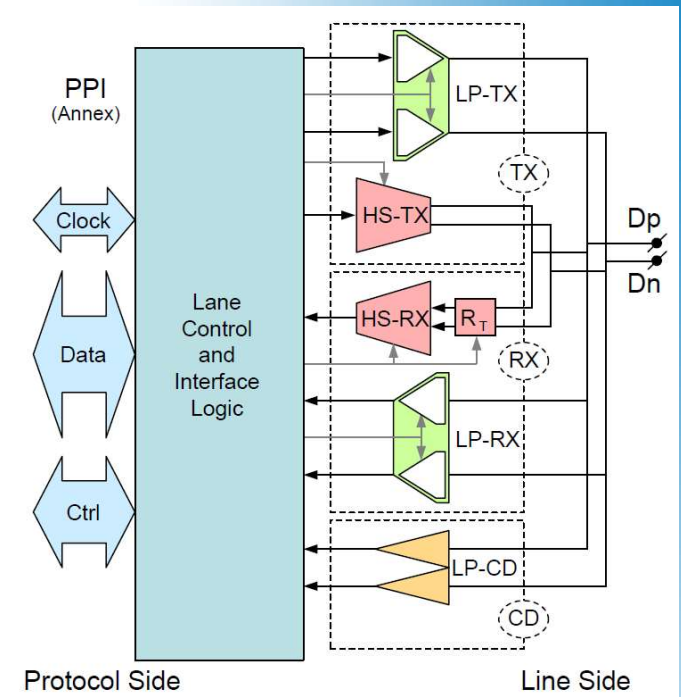 PPI
(Annex)
Clock
Data
Ctrl
Lane
Control
and
Interface
Logic
LP-TX
TX
HS-TX
Dp
Dn
HS-RX
RT
RX
LP-RX
LP-CD
CD
Protocol Side
Line Side